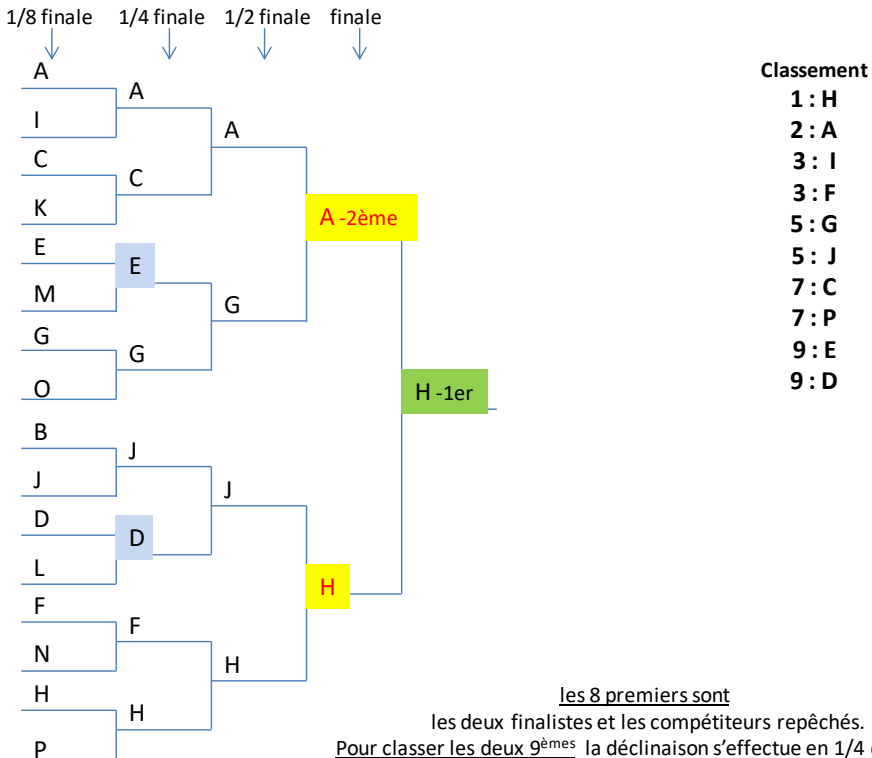 1/8 finale 1/4 finale 1/2 finale finale
A
I
C
K
E
M
G
O
B
J
D
L
F
N
H
P
A
C
E
G
J
D
F
H
A
G
J
H
A -2ème
H
H -1er
Classement
1 : H
2 : A
3 : I
3 : F
5 : G
5 : J
7 : C
7 : P
9 : E
9 : D
les 8 premiers sont
les deux finalistes et les compétiteurs repêchés.
Pour classer les deux 9èmes la déclinaison s'effectue en 1/4